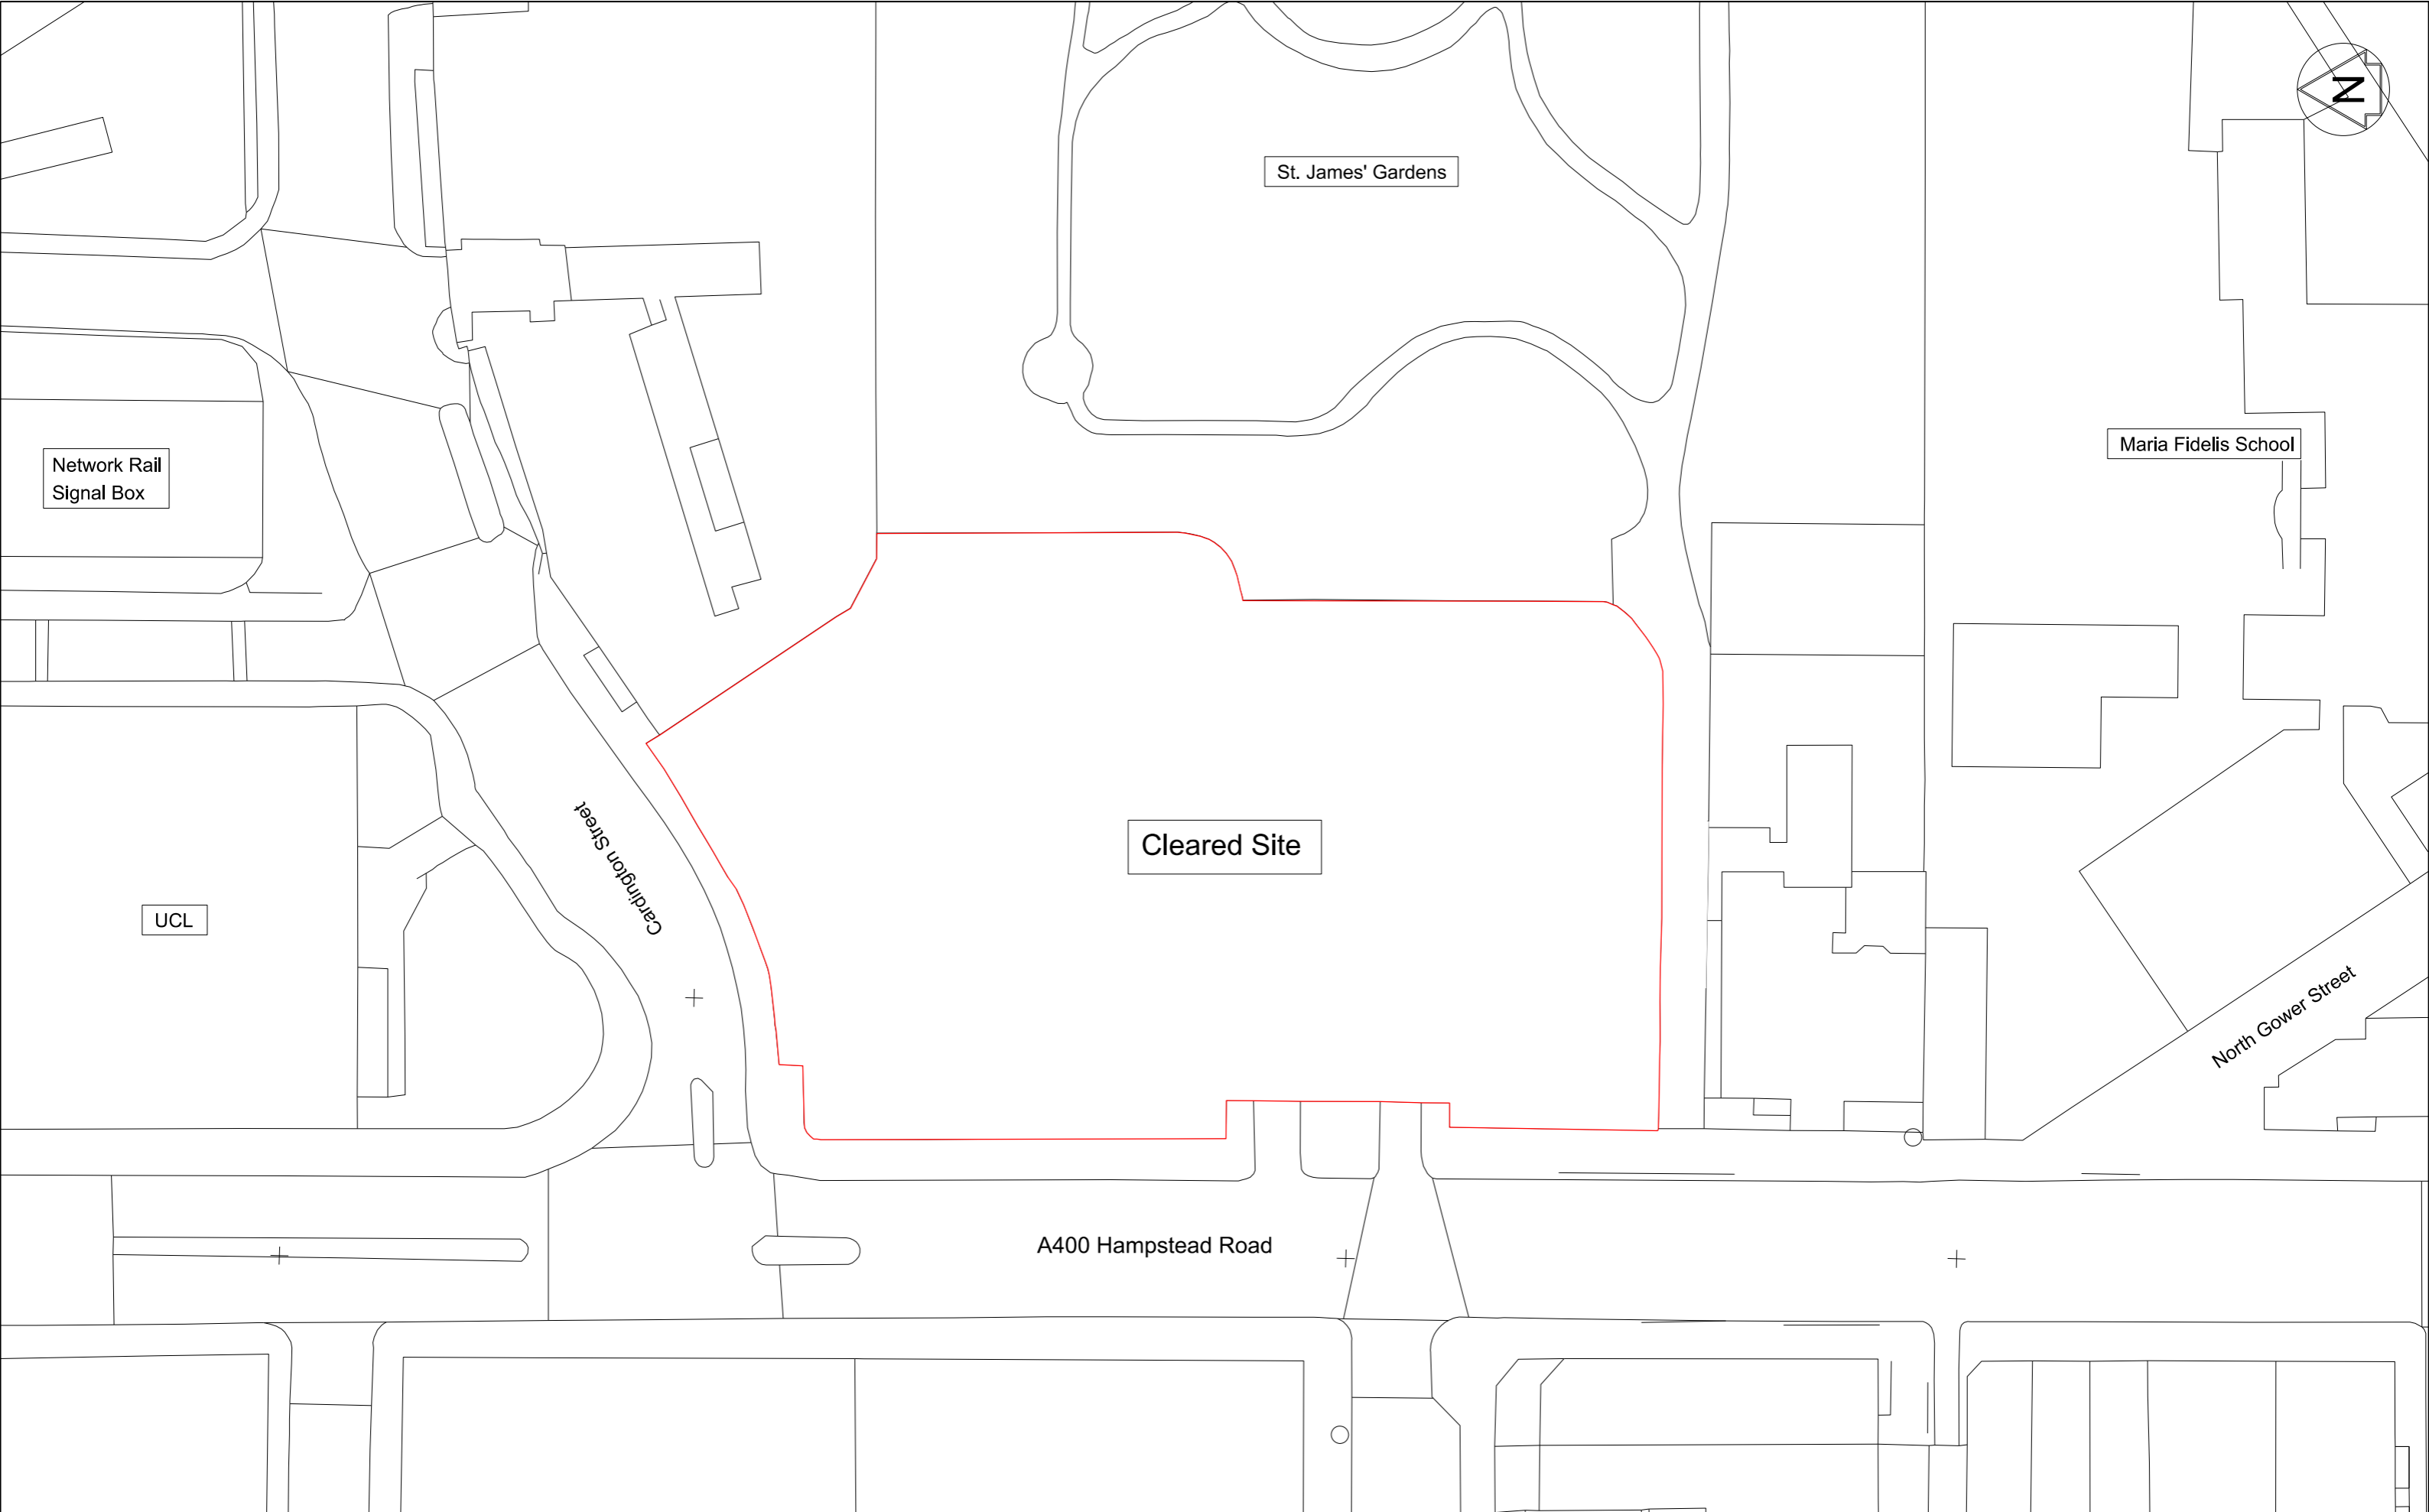 N
St. James' Gardens
Maria Fidelis School
Network Rail
Signal Box
Cleared Site
Cardington Street
UCL
North Gower Street
A400 Hampstead Road